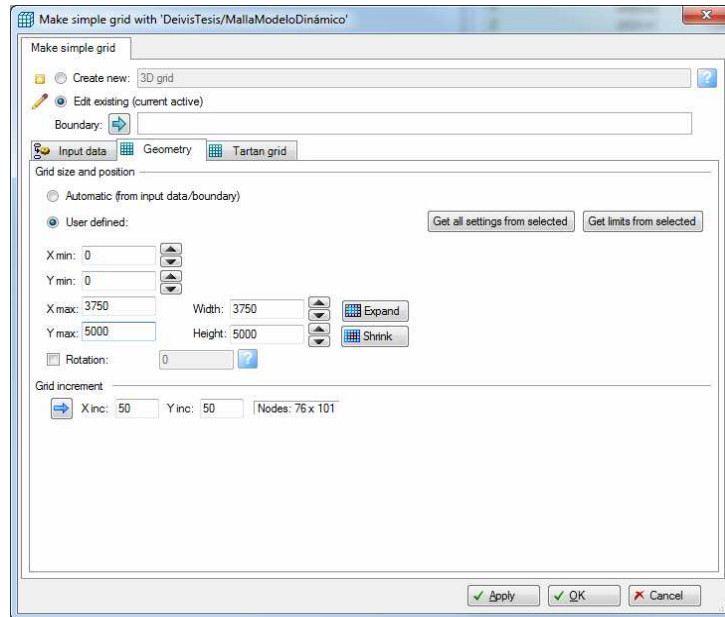 Make simple grid with 'DeivisTesis/MallaModeloDinámico'
Make simple grid
Create new: 3D grid
Edit existing (current active)
Boundary:
Input data Geometry Tartan grid
Grid size and position
Automatic (from input data/boundary)
User defined: Get all settings from selected Get limits from selected
X min: 0
Y min: 0
X max: 3750 Width: 3750 Expand
Y max: 5000 Height: 5000 Shrink
Rotation: 0 ?
Grid increment
X inc: 50 Y inc: 50 Nodes: 76 x 101
Apply OK Cancel